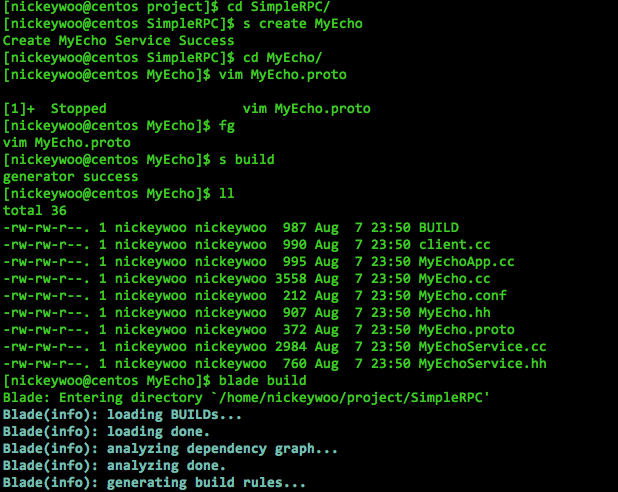 [nickeywoo@centos project]$ cd SimpleRPC/
[nickeywoo@centos SimpleRPC]$ s create MyEcho
Create MyEcho Service Success
[nickeywoo@centos SimpleRPC]$ cd MyEcho/
[nickeywoo@centos MyEcho]$ vim MyEcho.proto

[1]+  Stopped                 vim MyEcho.proto
[nickeywoo@centos MyEcho]$ fg
vim MyEcho.proto
[nickeywoo@centos MyEcho]$ s build
generator success
[nickeywoo@centos MyEcho]$ ll
total 36
-rw-rw-r--. 1 nickeywoo nickeywoo  987 Aug  7 23:50 BUILD
-rw-rw-r--. 1 nickeywoo nickeywoo  990 Aug  7 23:50 client.cc
-rw-rw-r--. 1 nickeywoo nickeywoo  995 Aug  7 23:50 MyEchoApp.cc
-rw-rw-r--. 1 nickeywoo nickeywoo 3558 Aug  7 23:50 MyEcho.cc
-rw-rw-r--. 1 nickeywoo nickeywoo  212 Aug  7 23:50 MyEcho.conf
-rw-rw-r--. 1 nickeywoo nickeywoo  907 Aug  7 23:50 MyEcho.hh
-rw-rw-r--. 1 nickeywoo nickeywoo  372 Aug  7 23:50 MyEcho.proto
-rw-rw-r--. 1 nickeywoo nickeywoo 2984 Aug  7 23:50 MyEchoService.cc
-rw-rw-r--. 1 nickeywoo nickeywoo  760 Aug  7 23:50 MyEchoService.hh
[nickeywoo@centos MyEcho]$ blade build
Blade: Entering directory `/home/nickeywoo/project/SimpleRPC'
Blade(info): loading BUILDs...
Blade(info): loading done.
Blade(info): analyzing dependency graph...
Blade(info): analyzing done.
Blade(info): generating build rules...